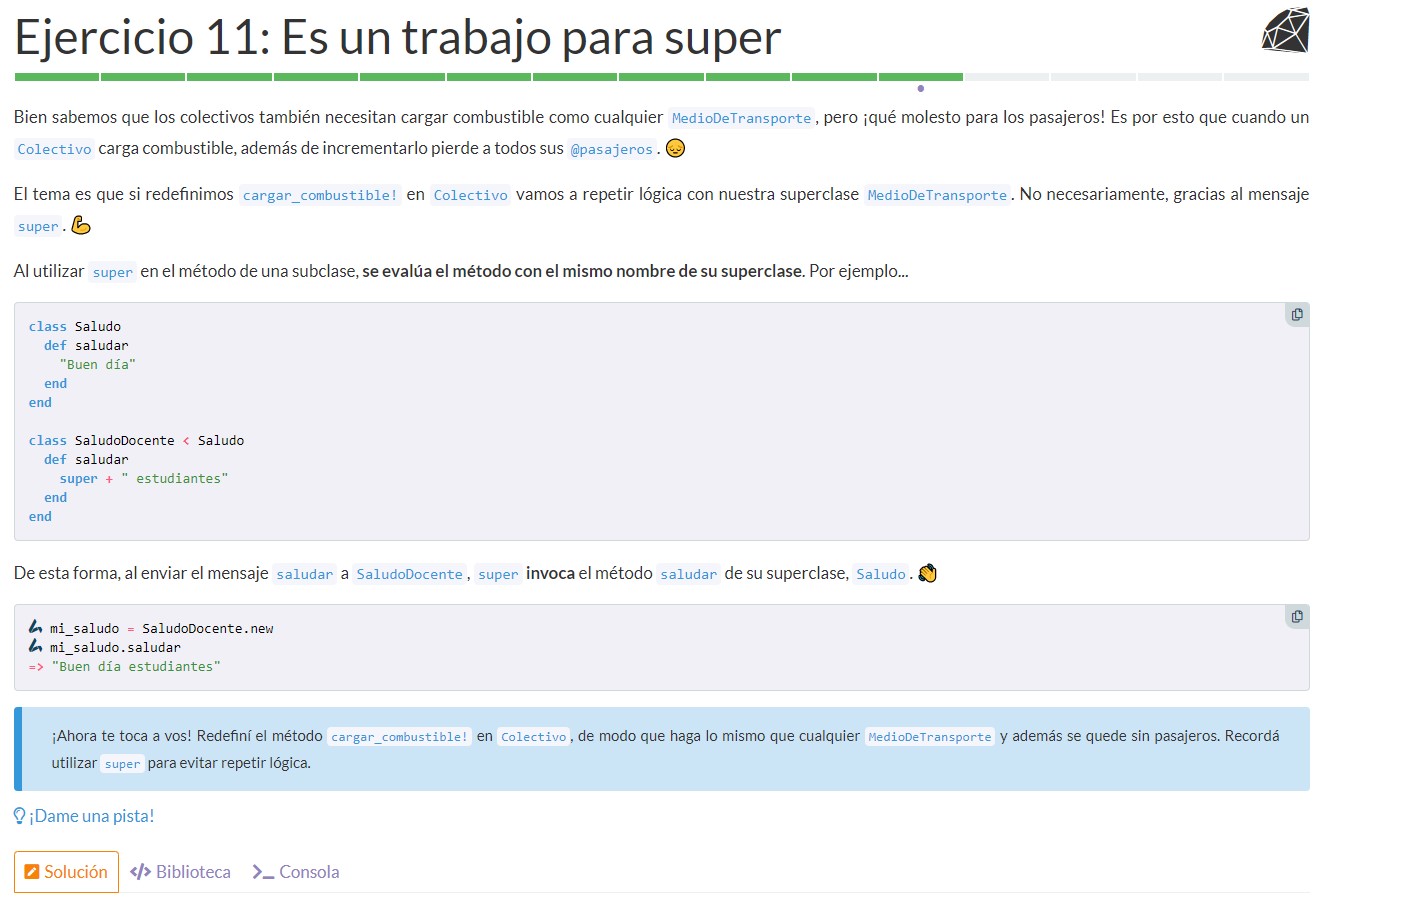 Ejercicio 11: Es un trabajo para super
Bien sabemos que los colectivos también necesitan cargar combustible como cualquier MedioDeTransporte, pero ¡qué molesto para los pasajeros! Es por esto que cuando un
Colectivo carga combustible, además de incrementarlo pierde a todos sus @pasajeros. 😔
El tema es que si redefinimos cargar_combustible! en Colectivo vamos a repetir lógica con nuestra superclase MedioDeTransporte. No necesariamente, gracias al mensaje
super. 💪
Al utilizar super en el método de una subclase, se evalúa el método con el mismo nombre de su superclase. Por ejemplo...
class Saludo
  def saludar
    "Buen día"
  end
end
class SaludoDocente < Saludo
  def saludar
    super + " estudiantes"
  end
end
De esta forma, al enviar el mensaje saludar a SaludoDocente, super invoca el método saludar de su superclase, Saludo. 👏
mi_saludo = SaludoDocente.new
mi_saludo.saludar
=> "Buen día estudiantes"
¡Ahora te toca a vos! Redefiní el método cargar_combustible! en Colectivo, de modo que haga lo mismo que cualquier MedioDeTransporte y además se quede sin pasajeros. Recordá
utilizar super para evitar repetir lógica.
¡Dame una pista!
Solución </> Biblioteca >_ Consola